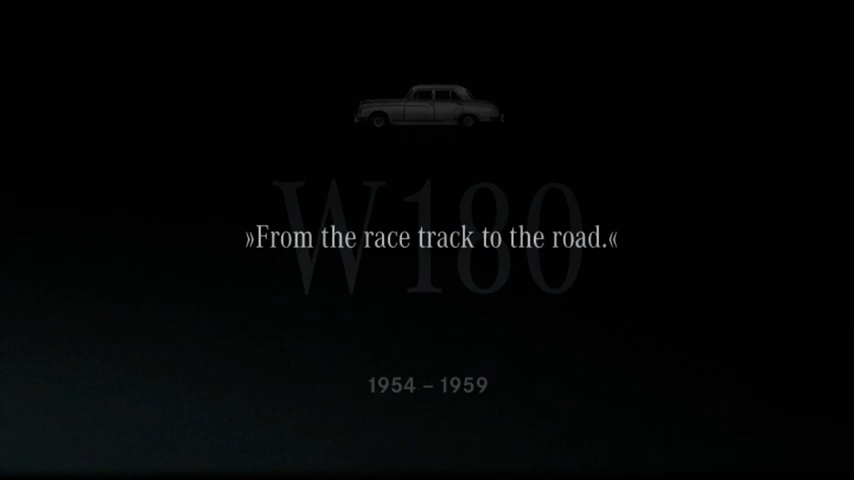 W180
»From the race track to the road.«
1954 – 1959